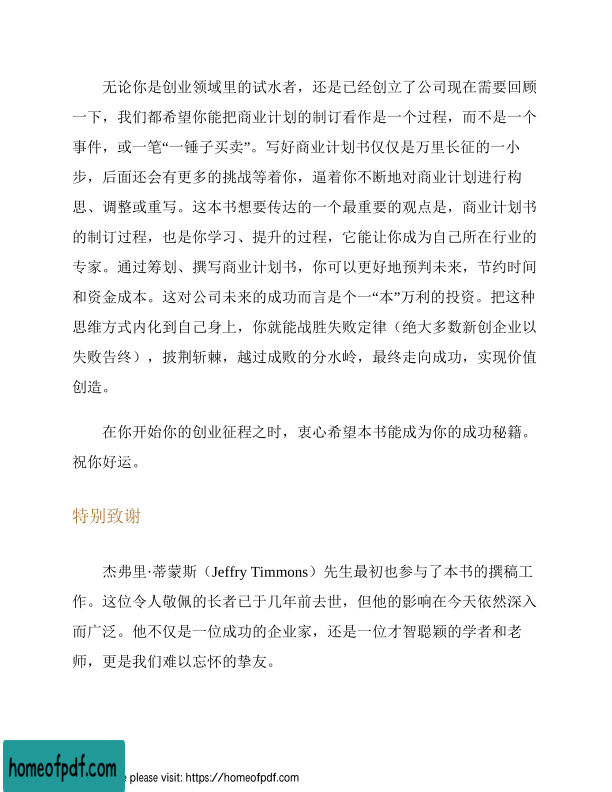 无论你是创业领域里的试水者，还是已经创立了公司现在需要回顾
一下，我们都希望你能把商业计划的制订看作是一个过程，而不是一个
事件，或一笔“一锤子买卖”。写好商业计划书仅仅是万里长征的一小
步，后面还会有更多的挑战等着你，逼着你不断地对商业计划进行构
思、调整或重写。这本书想要传达的一个最重要的观点是，商业计划书
的制订过程，也是你学习、提升的过程，它能让你成为自己所在行业的
专家。通过筹划、撰写商业计划书，你可以更好地预判未来，节约时间
和资金成本。这对公司未来的成功而言是个一“本”万利的投资。把这种
思维方式内化到自己身上，你就能战胜失败定律（绝大多数新创企业以
失败告终），披荆斩棘，越过成败的分水岭，最终走向成功，实现价值
创造。
在你开始你的创业征程之时，衷心希望本书能成为你的成功秘籍。
祝你好运。
特别致谢
杰弗里·蒂蒙斯（Jeffry Timmons）先生最初也参与了本书的撰稿工
作。这位令人敬佩的长者已于几年前去世，但他的影响在今天依然深入
而广泛。他不仅是一位成功的企业家，还是一位才智聪颖的学者和老
师，更是我们难以忘怀的挚友。
homeofpdf.com
e please visit: https://homeofpdf.com